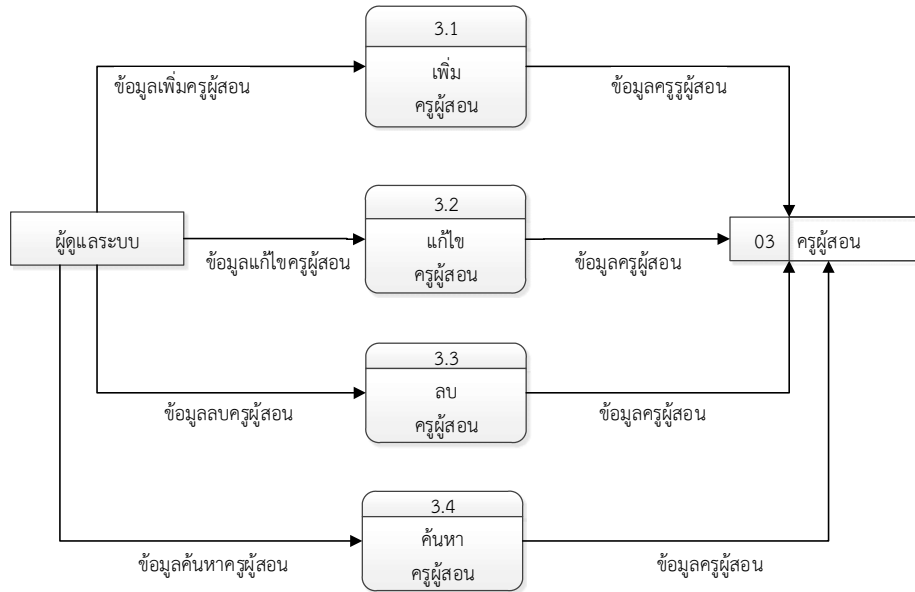 3.1
เพิ่ม
ครูผู้สอน
ข้อมูลเพิ่มครูผู้สอน
ข้อมูลครูรูผู้สอน
3.2
แก้ไข
ครูผู้สอน
ผู้ดูแลระบบ
03 ครูผู้สอน
ข้อมูลแก้ไขครูผู้สอน
ข้อมูลครูผู้สอน
3.3
ลบ
ครูผู้สอน
ข้อมูลลบครูผู้สอน
ข้อมูลครูผู้สอน
3.4
ค้นหา
ครูผู้สอน
ข้อมูลค้นหาครูผู้สอน
ข้อมูลครูผู้สอน